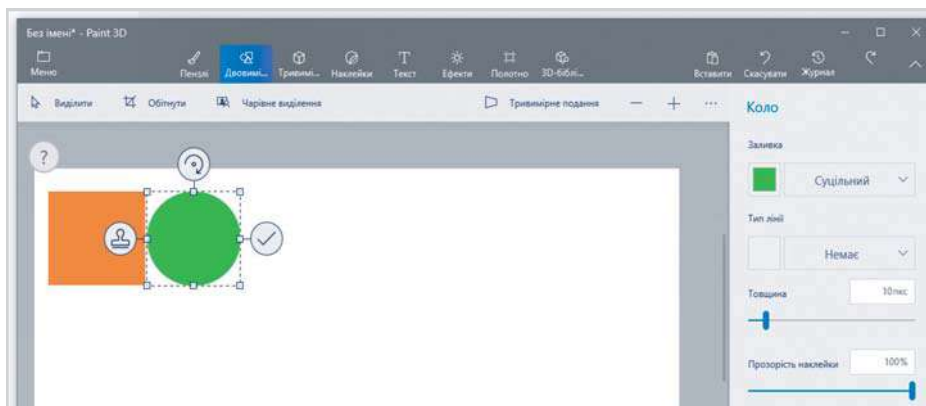 Без імені* - Paint 3D
Меню
Пензлі
Двовимі...
Тривимі...
Наклейки
Текст
Ефекти
Полотно
3D-біблі...
Вставити
Скасувати
Журнал
Виділити
Обітнути
Чарівне виділення
Тривимірне подання
Коло
?
Заливка
Суцільний
Тип лінії
Немає
Товщина
10пкс
Прозорість наклейки
100%